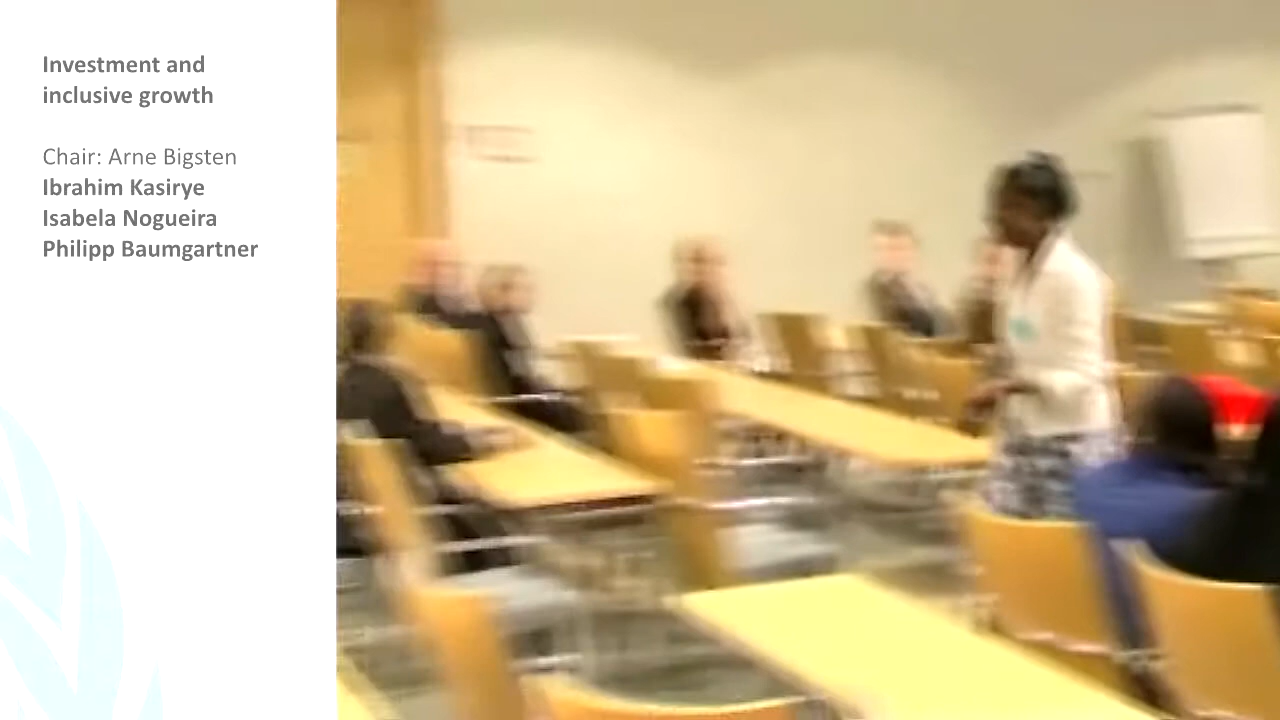 Investment and
inclusive growth
Chair: Arne Bigsten
Ibrahim Kasirye
Isabela Nogueira
Philipp Baumgartner